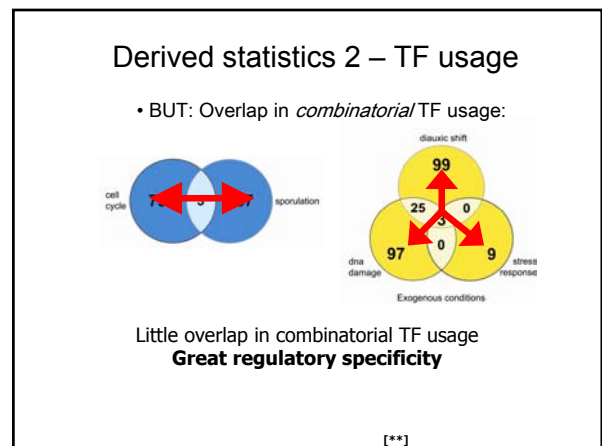 Derived statistics 2 – TF usage
• BUT: Overlap in combinatorial TF usage:
cell
cycle
sporulation
diauxic shift
99
25
0
3
0
97
9
dna
damage
stress
response
Exogenous conditions
Little overlap in combinatorial TF usage
Great regulatory specificity
[**]